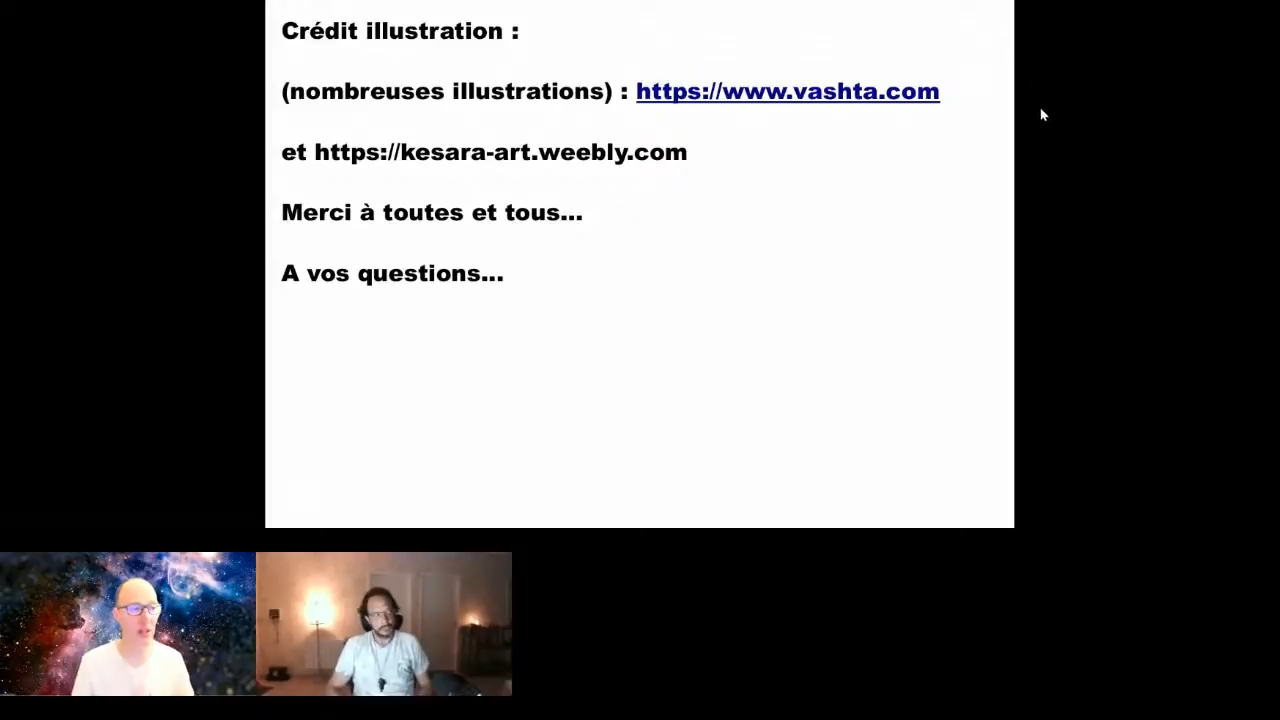 Crédit illustration :
(nombreuses illustrations) : https://www.vashta.com
et https://kesara-art.weebly.com
Merci à toutes et tous...
A vos questions...